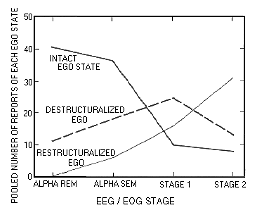 POOLED NUMBER OF REPORTS OF EACH EGO STATE
50
40
30
20
10
0
INTACT
EGO STATE
DESTRUCTURALIZED
EGO
RESTRUCTURALIZED
EGO
ALPHA REM
ALPHA SEM
STAGE 1
STAGE 2
EEG / EOG STAGE